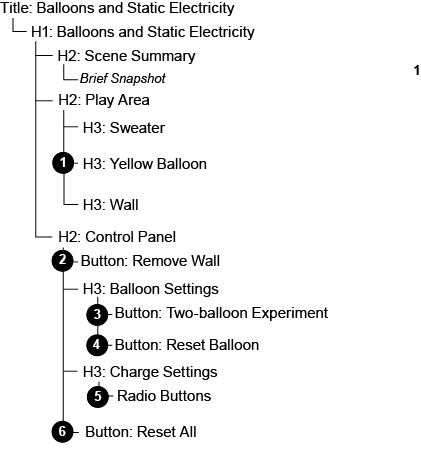 Title: Balloons and Static Electricity
H1: Balloons and Static Electricity
H2: Scene Summary
Brief Snapshot
1
H2: Play Area
H3: Sweater
1 H3: Yellow Balloon
H3: Wall
H2: Control Panel
2 Button: Remove Wall
H3: Balloon Settings
3 Button: Two-balloon Experiment
4 Button: Reset Balloon
H3: Charge Settings
5 Radio Buttons
6 Button: Reset All